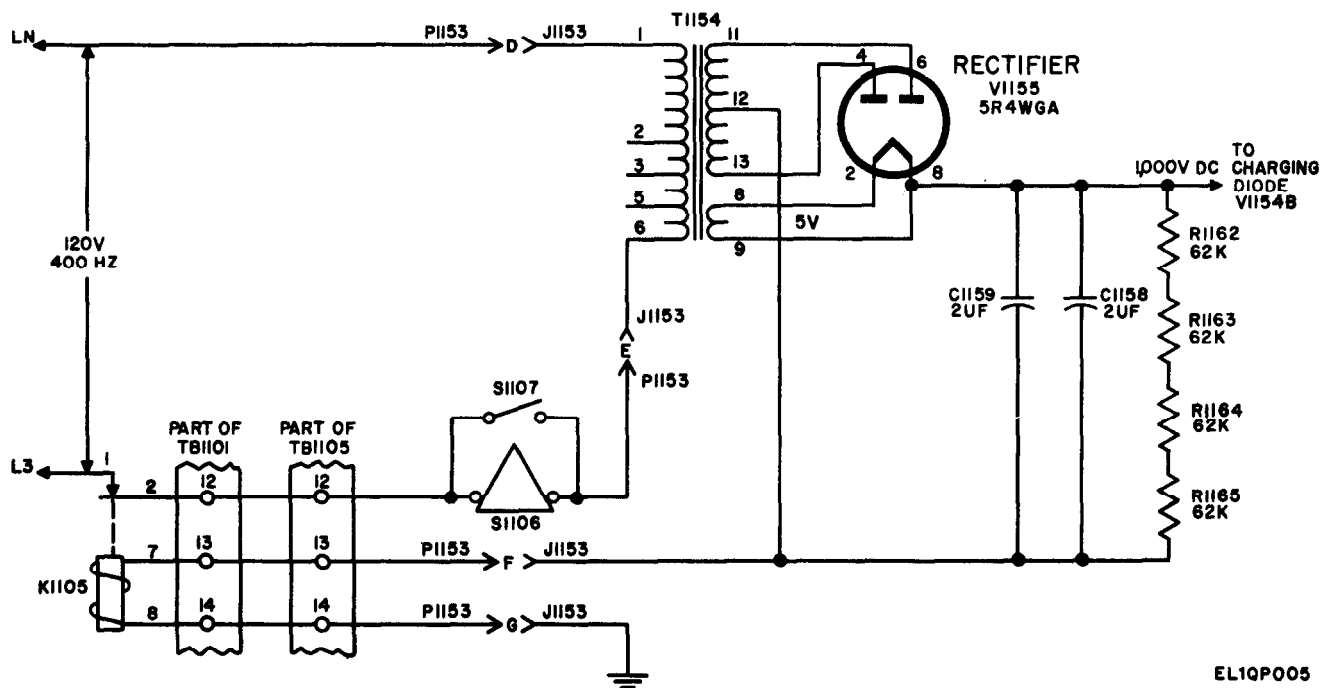 LN
P1153
D
J1153
T1154
1
11
4
6
RECTIFIER
V1155
5R4WGA
2
12
3
13
5
8
6
9
5V
2
8
1,000V DC
TO
CHARGING
DIODE
V1154B
120V
400 HZ
R1162
62K
C1159
2UF
C1158
2UF
R1163
62K
J1153
E
P1153
R1164
62K
S1107
PART OF
TB1101
PART OF
TB1105
L3
1
2
12
12
S1106
R1165
62K
7
13
13
P1153
F
J1153
K1105
8
14
14
P1153
G
J1153
EL1QP005